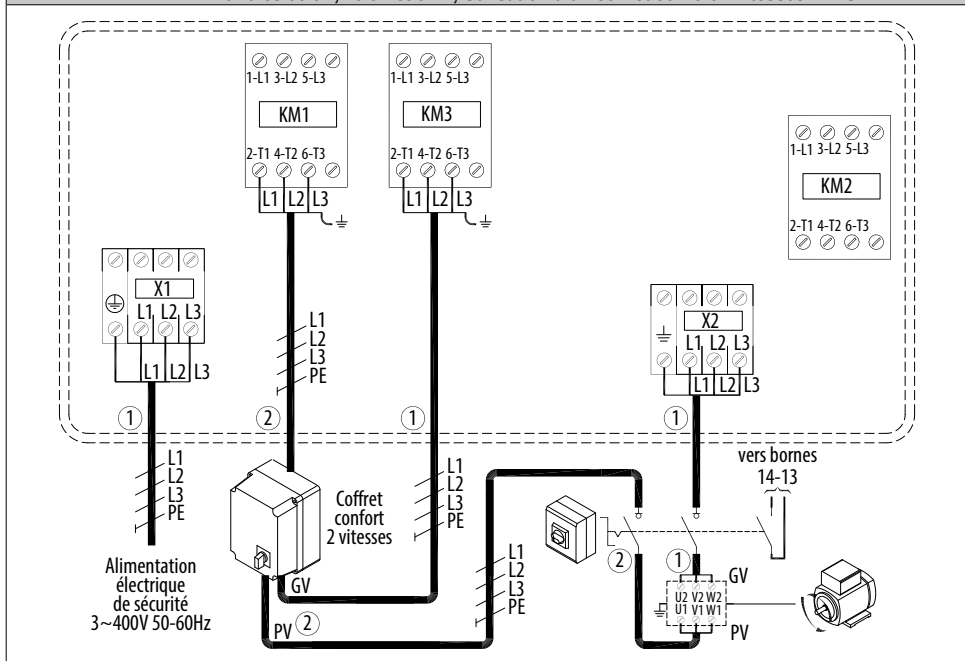 1-L1 3-L2 5-L3
KM1
2-T1 4-T2 6-T3
L1 L2 L3
1-L1 3-L2 5-L3
KM3
2-T1 4-T2 6-T3
L1 L2 L3
1-L1 3-L2 5-L3
KM2
2-T1 4-T2 6-T3
X1
L1 L2 L3
L1 L2 L3
X2
L1 L2 L3
L1 L2 L3
L1
L2
L3
PE
1
2
1
1
L1
L2
L3
PE
Coffret
confort
2 vitesses
L1
L2
L3
PE
vers bornes
14-13
Alimentation
électrique
de sécurité
3~400V 50-60Hz
GV
PV
2
L1
L2
L3
PE
2
1
GV
U2 V2 W2
U1 V1 W1
PV